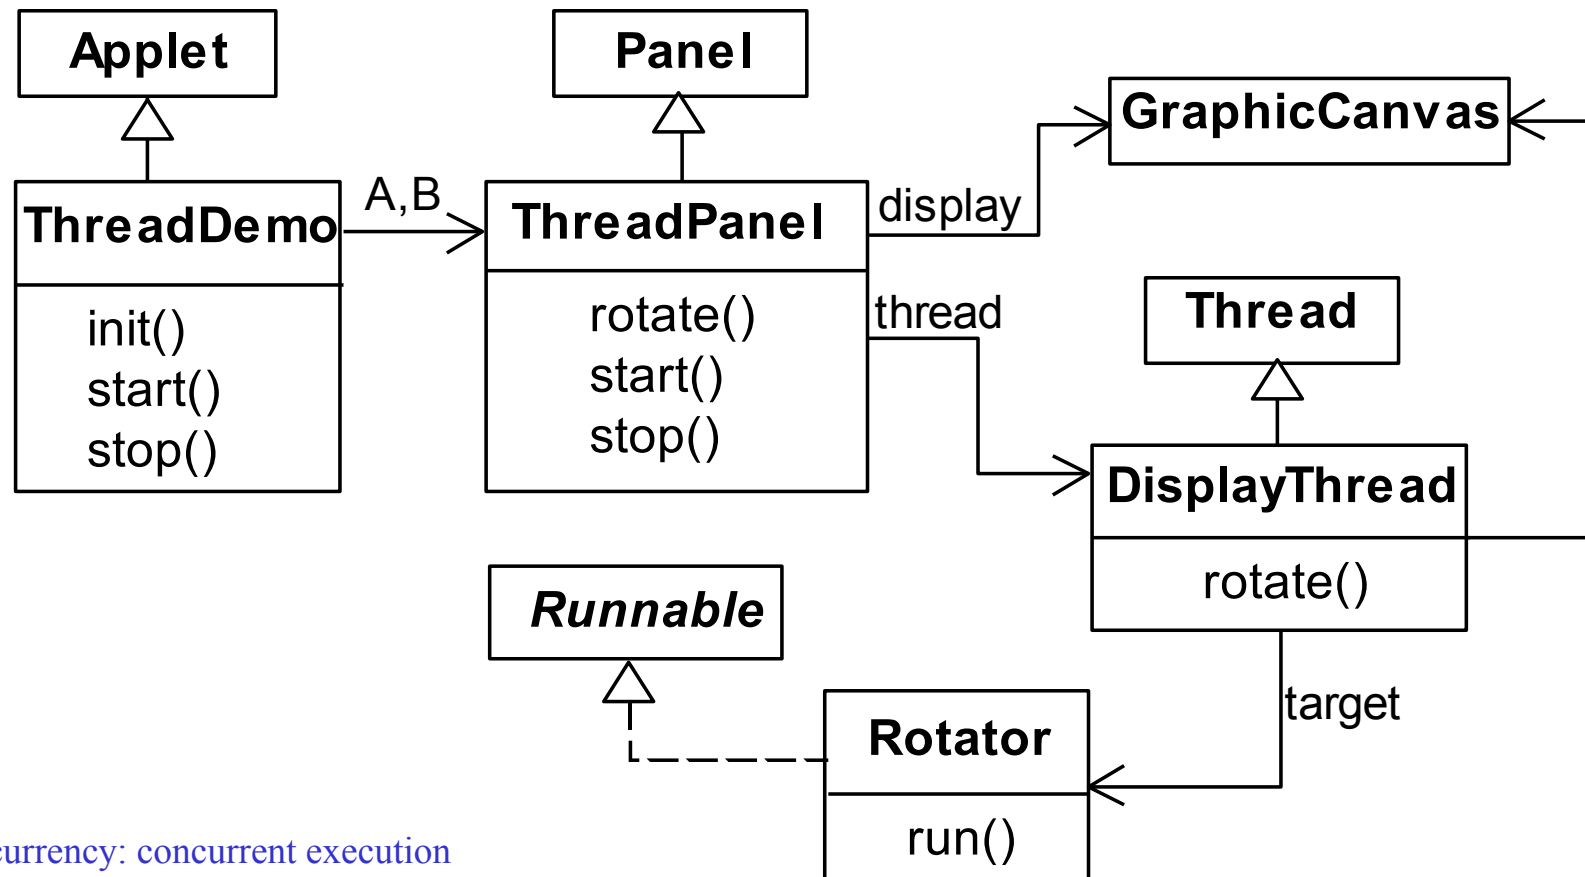 Applet
Panel
GraphicCanvas
ThreadDemo
A,B
ThreadPanel
display
init()
start()
stop()
rotate()
start()
stop()
thread
Thread
DisplayThread
rotate()
Runnable
target
Rotator
run()
currency: concurrent execution